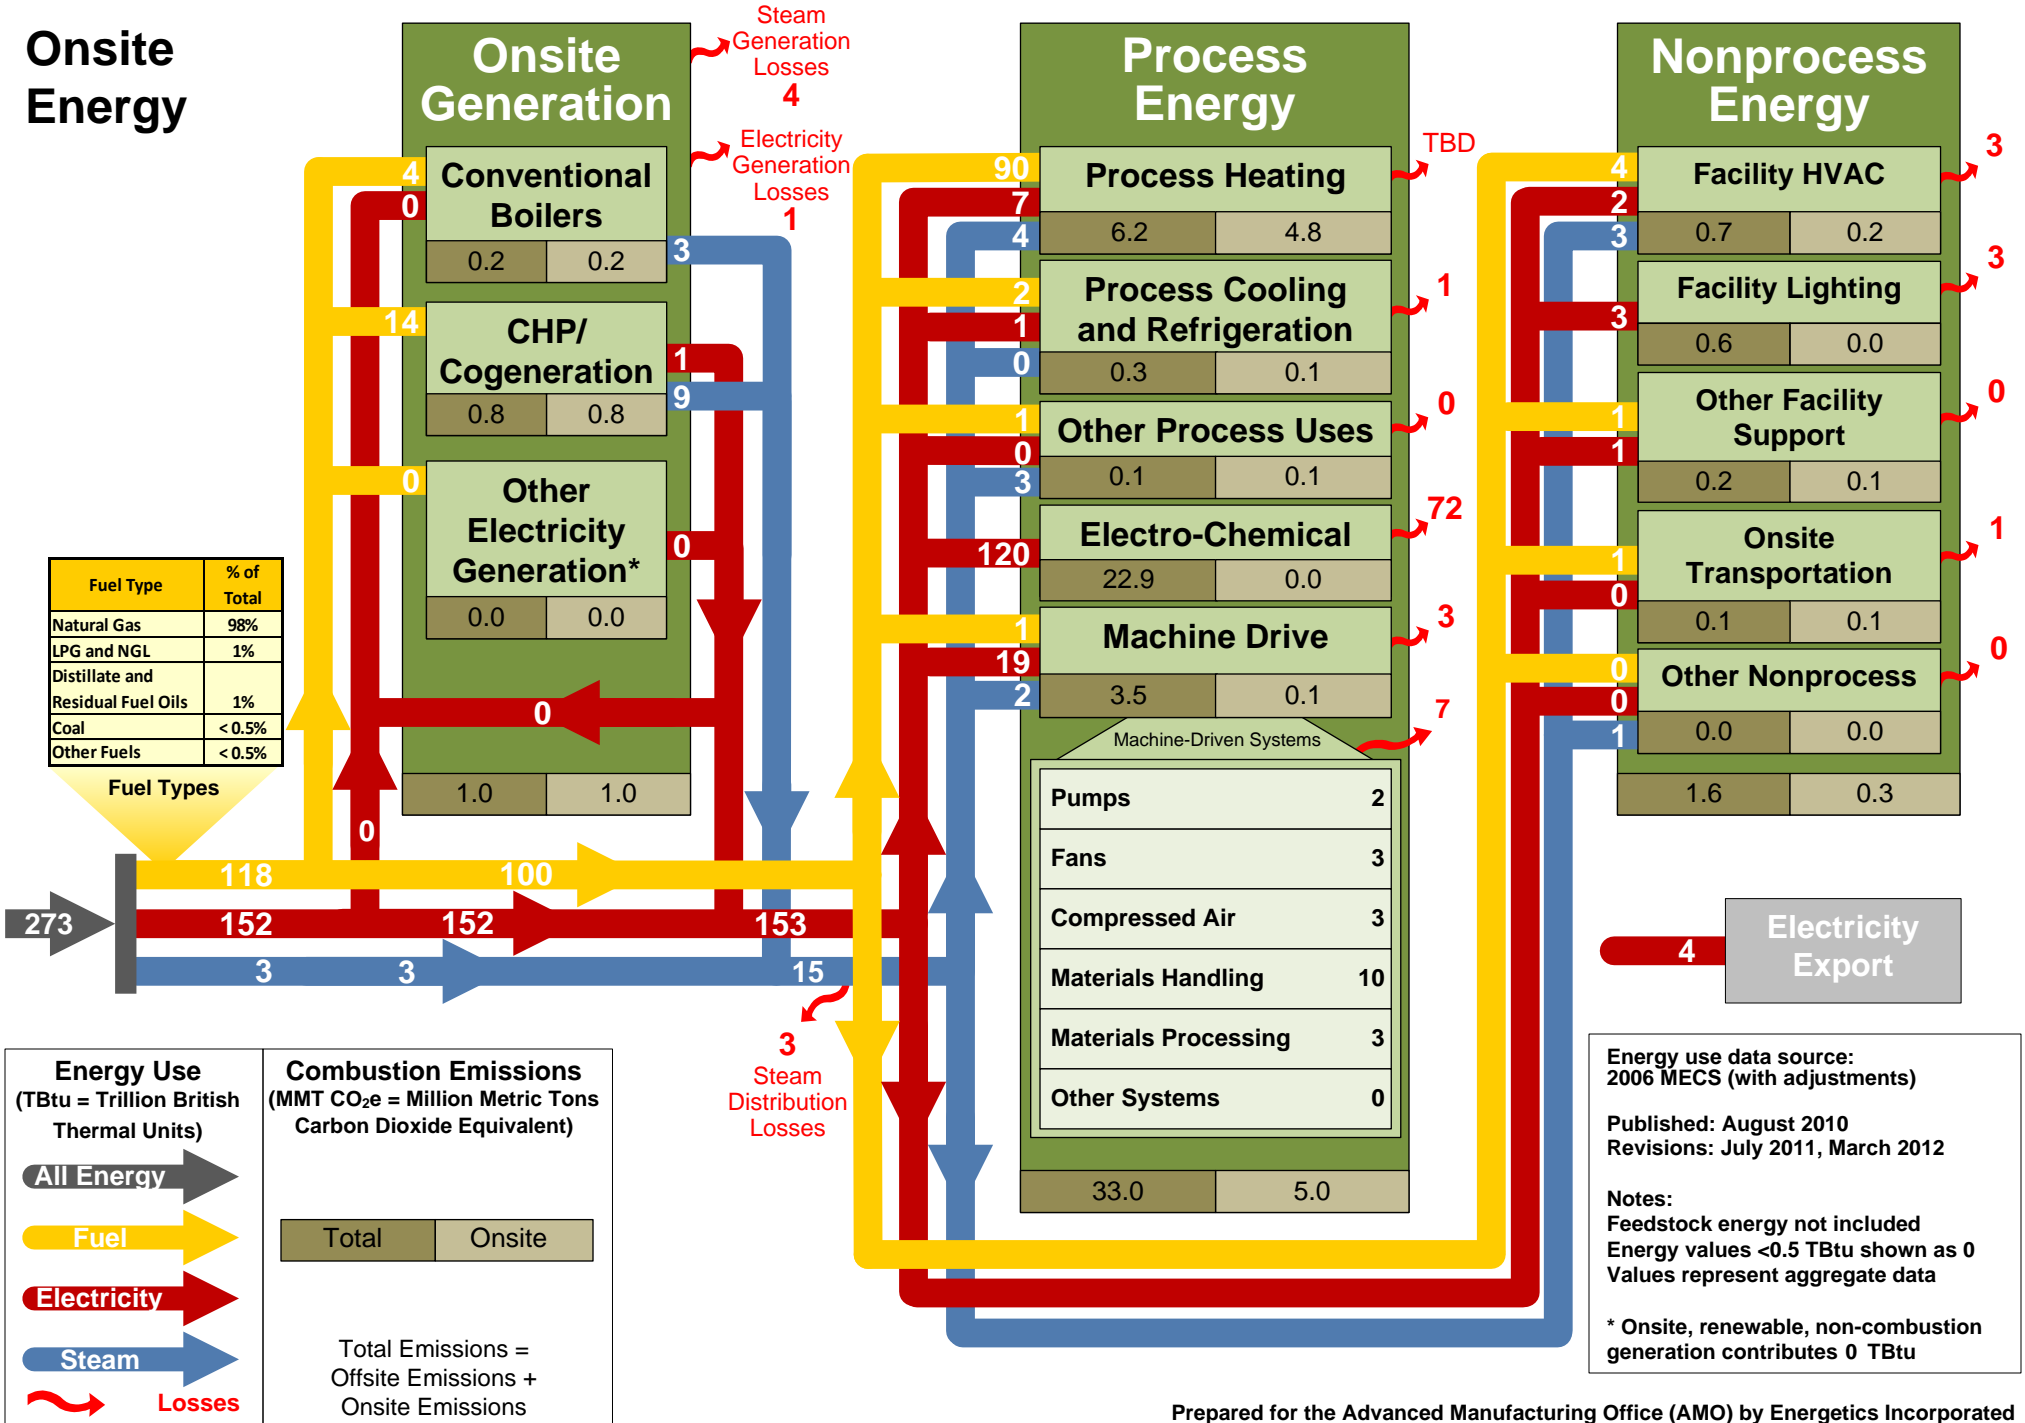 Onsite
Energy
Onsite
Generation
Steam
Generation
Losses
4
Electricity
Generation
Losses
1
4
0
Conventional
Boilers
0.2 0.2
3
14
CHP/
Cogeneration
0.8 0.8
1
9
0
Other
Electricity
Generation*
0.0 0.0
0
0
1.0 1.0
0
Fuel Type % of
Total
Natural Gas 98%
LPG and NGL 1%
Distillate and
Residual Fuel Oils 1%
Coal < 0.5%
Other Fuels < 0.5%
Fuel Types
273
118 100
152 152 153
3 3 15
3
Steam
Distribution
Losses
Process
Energy
90
7
4
Process Heating
6.2 4.8
TBD
2
1
0
Process Cooling
and Refrigeration
0.3 0.1
1
1
0
3
Other Process Uses
0.1 0.1
0
120
Electro-Chemical
22.9 0.0
72
1
19
2
Machine Drive
3.5 0.1
3
Machine-Driven Systems
7
Pumps 2
Fans 3
Compressed Air 3
Materials Handling 10
Materials Processing 3
Other Systems 0
33.0 5.0
Nonprocess
Energy
4
2
3
Facility HVAC
0.7 0.2
3
3
Facility Lighting
0.6 0.0
3
1
1
Other Facility
Support
0.2 0.1
0
1
0
Onsite
Transportation
0.1 0.1
1
0
0
1
Other Nonprocess
0.0 0.0
0
1.6 0.3
4
Electricity
Export
Energy Use
(TBtu = Trillion British
Thermal Units)
All Energy
Fuel
Electricity
Steam
Losses
Combustion Emissions
(MMT CO₂e = Million Metric Tons
Carbon Dioxide Equivalent)
Total Onsite
Total Emissions =
Offsite Emissions +
Onsite Emissions
Energy use data source:
2006 MECS (with adjustments)
Published: August 2010
Revisions: July 2011, March 2012
Notes:
Feedstock energy not included
Energy values <0.5 TBtu shown as 0
Values represent aggregate data
* Onsite, renewable, non-combustion
generation contributes 0 TBtu
Prepared for the Advanced Manufacturing Office (AMO) by Energetics Incorporated